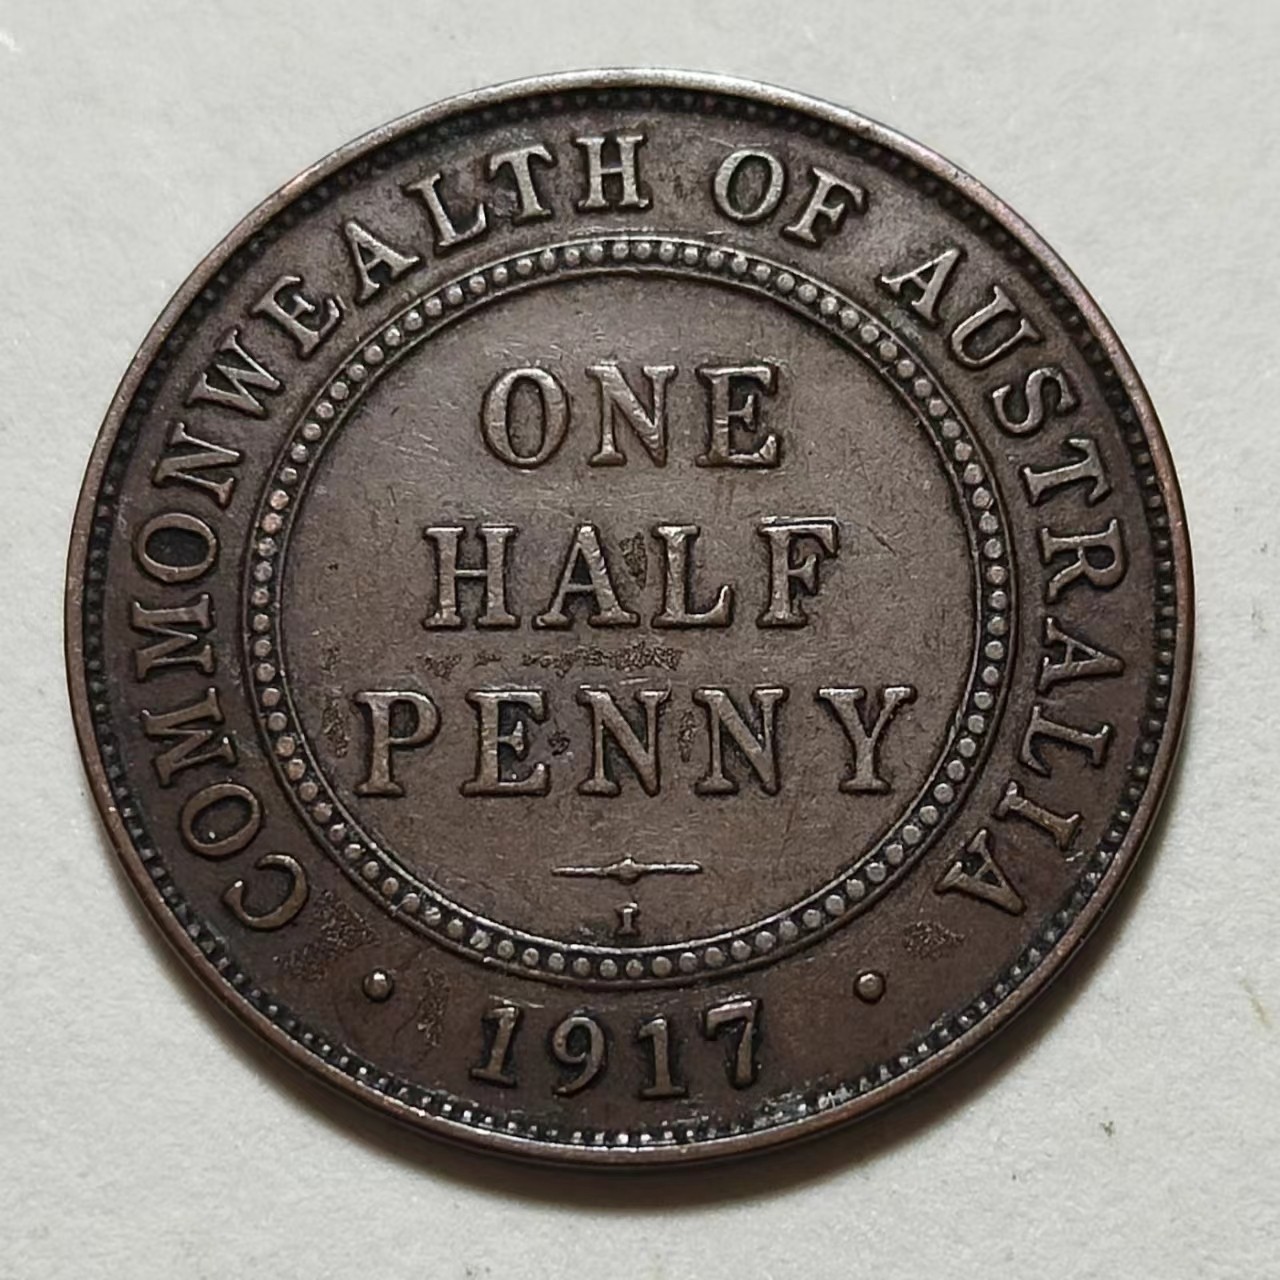 COMMONWEALTH OF AUSTRALIA
ONE
HALF
PENNY
I
· 1917 ·